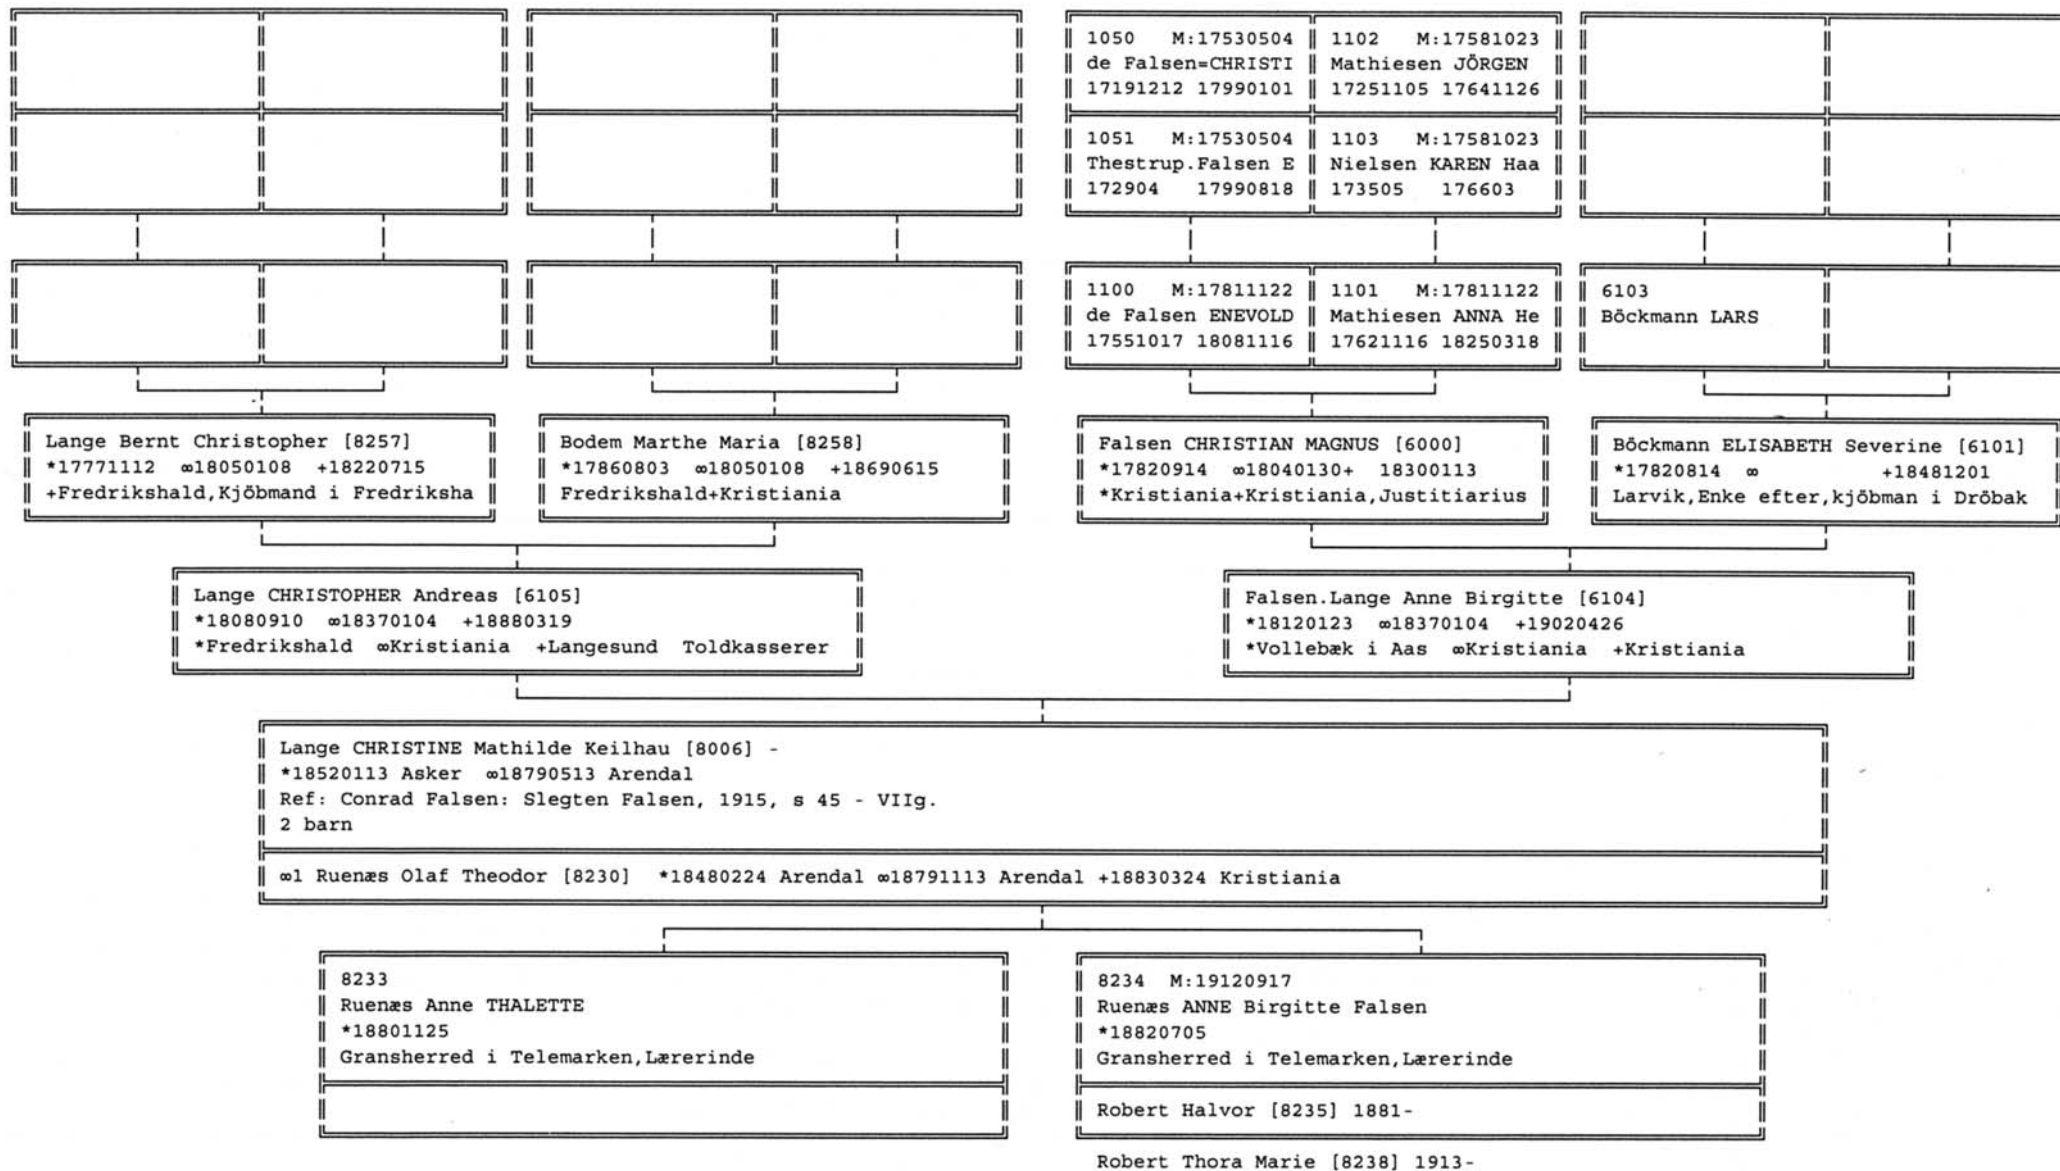 1050 M:17530504
de Falsen=CHRISTI
17191212 17990101
1102 M:17581023
Mathiesen JÖRGEN
17251105 17641126
1051 M:17530504
Thestrup.Falsen E
172904 17990818
1103 M:17581023
Nielsen KAREN Haa
173505 176603
1100 M:17811122
de Falsen ENEVOLD
17551017 18081116
1101 M:17811122
Mathiesen ANNA He
17621116 18250318
6103
Böckmann LARS
Lange Bernt Christopher [8257]
*17771112 ∞18050108 +18220715
+Fredrikshald,Kjöbmand i Fredriksha
Bodem Marthe Maria [8258]
*17860803 ∞18050108 +18690615
Fredrikshald+Kristiania
Falsen CHRISTIAN MAGNUS [6000]
*17820914 ∞18040130+ 18300113
*Kristiania+Kristiania,Justitiarius
Böckmann ELISABETH Severine [6101]
*17820814 ∞ +18481201
Larvik,Enke efter,kjöbman i Dröbak
Lange CHRISTOPHER Andreas [6105]
*18080910 ∞18370104 +18880319
*Fredrikshald ∞Kristiania +Langesund Toldkasserer
Falsen.Lange Anne Birgitte [6104]
*18120123 ∞18370104 +19020426
*Vollebæk i Aas ∞Kristiania +Kristiania
Lange CHRISTINE Mathilde Keilhau [8006] -
*18520113 Asker ∞18790513 Arendal
Ref: Conrad Falsen: Slegten Falsen, 1915, s 45 - VIIg.
2 barn
∞1 Ruenæs Olaf Theodor [8230] *18480224 Arendal ∞18791113 Arendal +18830324 Kristiania
8233
Ruenæs Anne THALETTE
*18801125
Gransherred i Telemarken,Lærerinde
8234 M:19120917
Ruenæs ANNE Birgitte Falsen
*18820705
Gransherred i Telemarken,Lærerinde
Robert Halvor [8235] 1881-
Robert Thora Marie [8238] 1913-